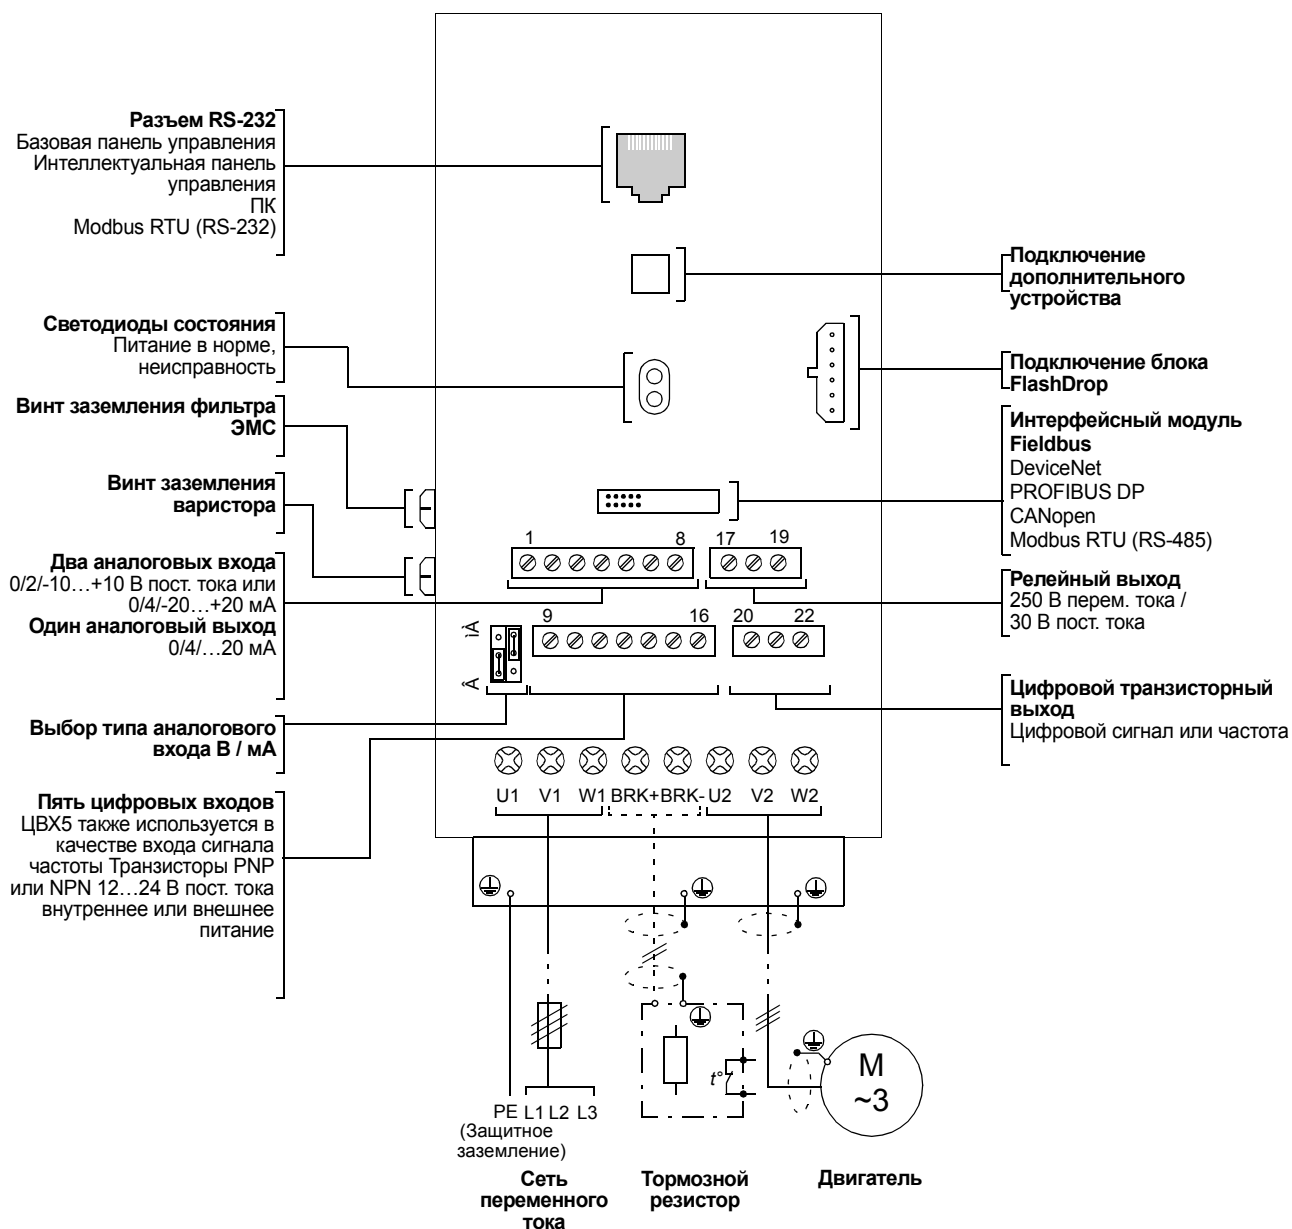 Разъем RS-232
Базовая панель управления
Интеллектуальная панель
управления
ПК
Modbus RTU (RS-232)
Подключение
дополнительного
устройства
Светодиоды состояния
Питание в норме,
неисправность
Подключение блока
FlashDrop
Винт заземления фильтра
ЭМС
Интерфейсный модуль
Fieldbus
DeviceNet
PROFIBUS DP
CANopen
Modbus RTU (RS-485)
Винт заземления
варистора
1 8 17 19
Два аналоговых входа
0/2/-10…+10 В пост. тока или
0/4/-20…+20 мА
Один аналоговый выход
0/4/…20 мА
Релейный выход
250 В перем. тока /
30 В пост. тока
9 16 20 22
ìÀ
Â
Цифровой транзисторный
выход
Цифровой сигнал или частота
Выбор типа аналогового
входа В / мА
U1 V1 W1 BRK+ BRK- U2 V2 W2
Пять цифровых входов
ЦВХ5 также используется в
качестве входа сигнала
частоты Транзисторы PNP
или NPN 12…24 В пост. тока
внутреннее или внешнее
питание
t°
M
~3
PE L1 L2 L3
(Защитное
заземление)
Сеть
переменного
тока
Тормозной
резистор
Двигатель